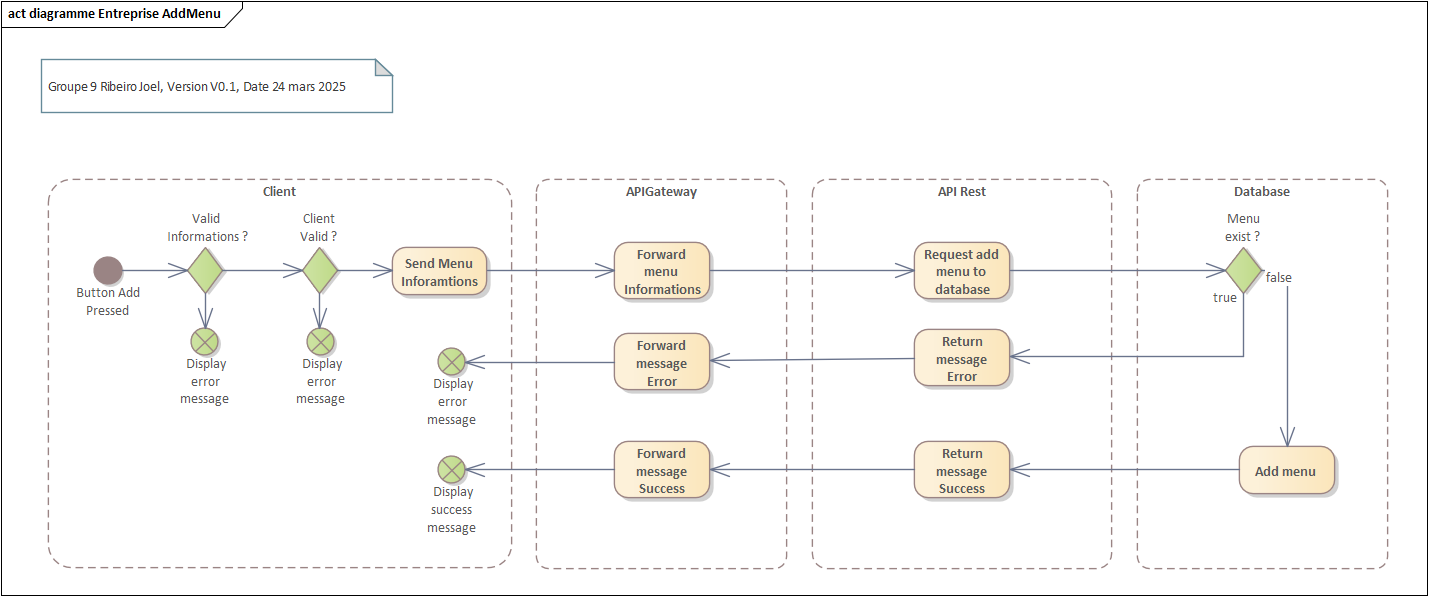 act diagramme Entreprise AddMenu
Groupe 9 Ribeiro Joel, Version V0.1, Date 24 mars 2025
Client
APIGateway
API Rest
Database
Valid
Informations ?
Client
Valid ?
Menu
exist ?
Button Add
Pressed
Send Menu
Inforamtions
Forward
menu
Informations
Request add
menu to
database
false
true
Display
error
message
Display
error
message
Display
error
message
Forward
message
Error
Return
message
Error
Display
success
message
Forward
message
Success
Return
message
Success
Add menu